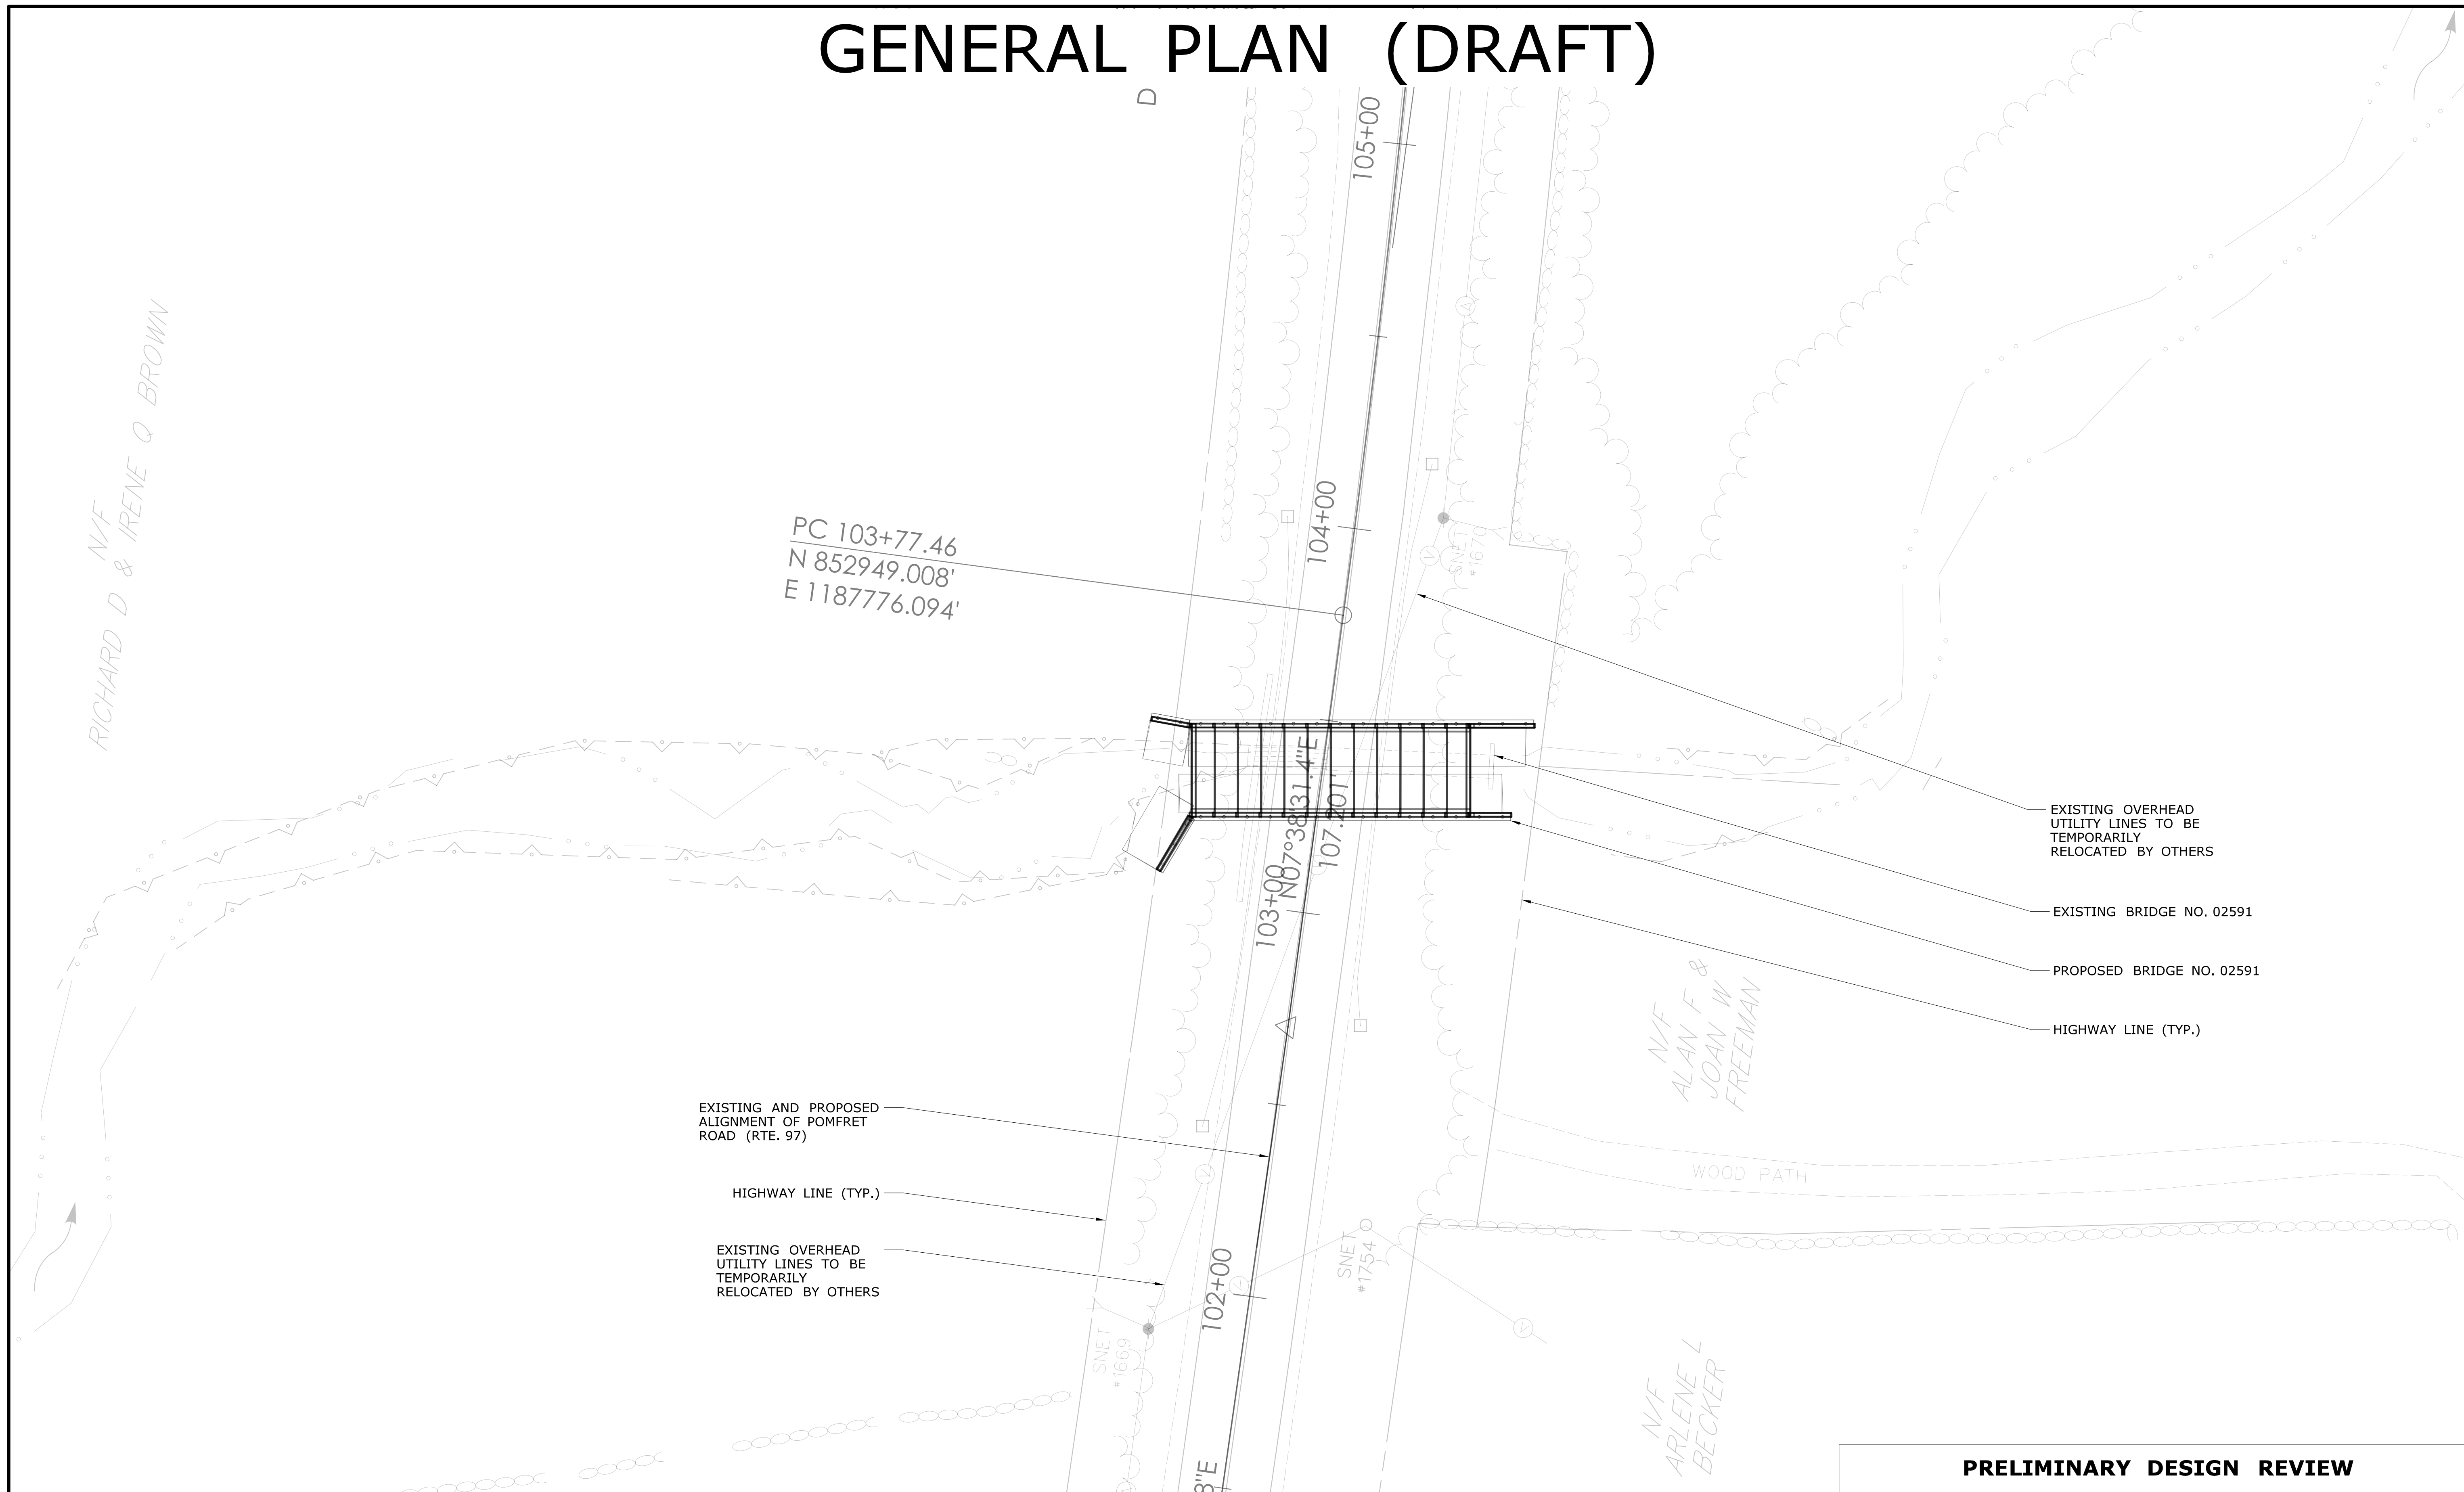 GENERAL PLAN (DRAFT)
D
105+00
RICHARD D & IRENE Q BROWN
N/F
PC 103+77.46
N 852949.008'
E 1187776.094'
104+00
SNET
#1670
N07°38'31.4"E
107.201'
103+00
EXISTING OVERHEAD
UTILITY LINES TO BE
TEMPORARILY
RELOCATED BY OTHERS
EXISTING BRIDGE NO. 02591
PROPOSED BRIDGE NO. 02591
HIGHWAY LINE (TYP.)
N/F
ALAN F &
JOAN W
FREEMAN
EXISTING AND PROPOSED
ALIGNMENT OF POMFRET
ROAD (RTE. 97)
HIGHWAY LINE (TYP.)
EXISTING OVERHEAD
UTILITY LINES TO BE
TEMPORARILY
RELOCATED BY OTHERS
WOOD PATH
SNET
#1754
102+00
SNET
#1669
N/F
ARLENE L
BECKER
8"E
PRELIMINARY DESIGN REVIEW